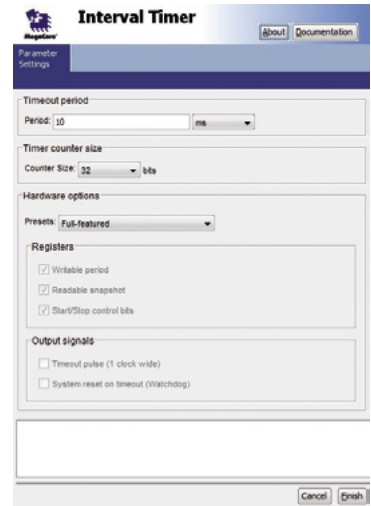 Interval Timer
MegaCore
About Documentation
Parameter
Settings
Timeout period
Period: 10 ms
Timer counter size
Counter Size: 32 bits
Hardware options
Presets: Full-featured
Registers
Writable period
Readable snapshot
Start/Stop control bits
Output signals
Timeout pulse (1 clock wide)
System reset on timeout (Watchdog)
Cancel Finish